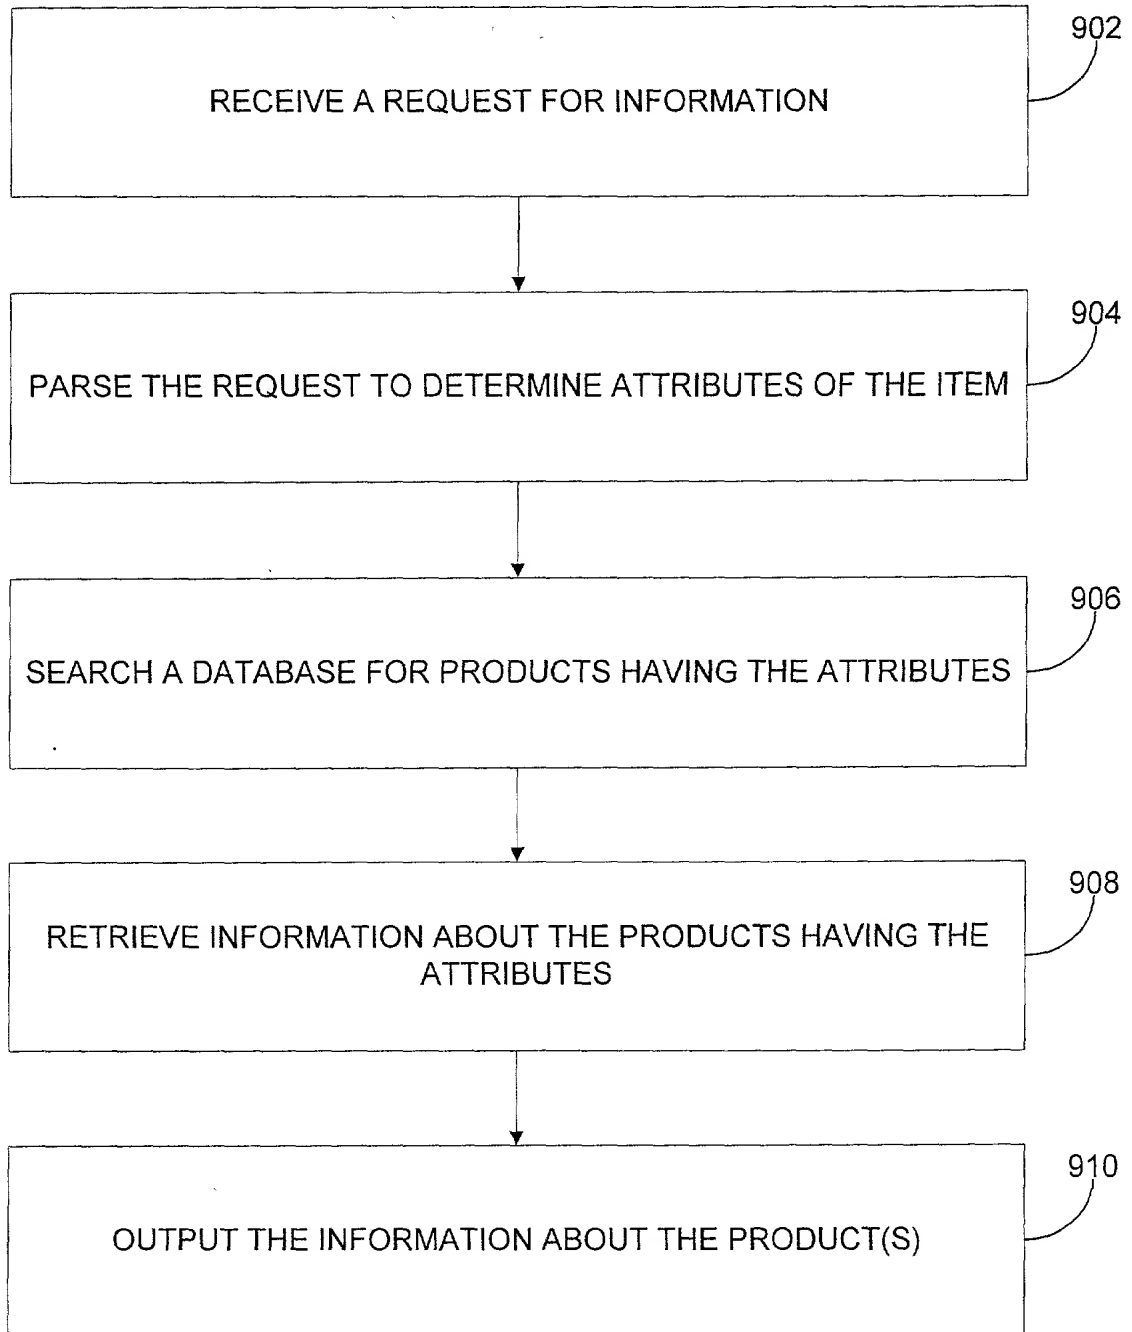 902
RECEIVE A REQUEST FOR INFORMATION
904
PARSE THE REQUEST TO DETERMINE ATTRIBUTES OF THE ITEM
906
SEARCH A DATABASE FOR PRODUCTS HAVING THE ATTRIBUTES
908
RETRIEVE INFORMATION ABOUT THE PRODUCTS HAVING THE
ATTRIBUTES
910
OUTPUT THE INFORMATION ABOUT THE PRODUCT(S)